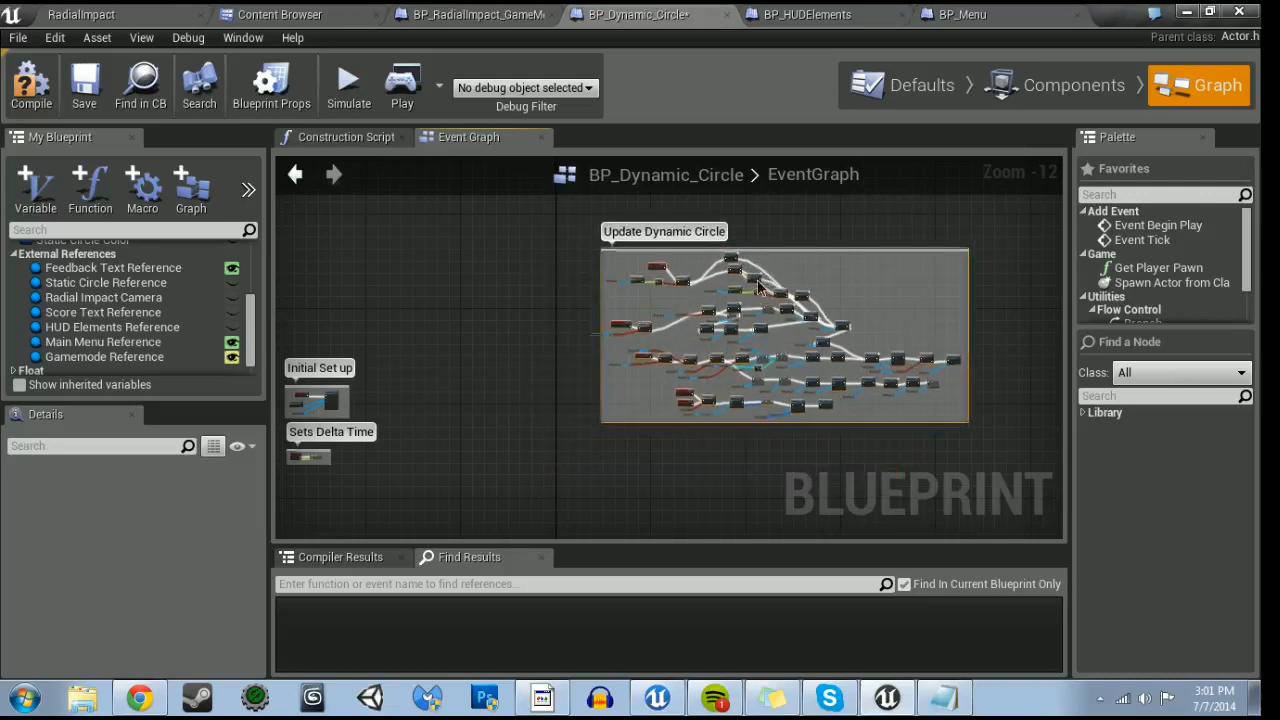 RadialImpact
Content Browser
BP_RadialImpact_GameMo
BP_Dynamic_Circle*
BP_HUDElements
BP_Menu
File Edit Asset View Debug Window Help
Parent class: Actor.h
Compile
Save
Find in CB
Search
Blueprint Props
Simulate
Play
No debug object selected
Debug Filter
Defaults
Components
Graph
My Blueprint
Construction Script
Event Graph
Palette
Variable
Function
Macro
Graph
Search
Static Circle Color
External References
Feedback Text Reference
Static Circle Reference
Radial Impact Camera
Score Text Reference
HUD Elements Reference
Main Menu Reference
Gamemode Reference
Float
Show inherited variables
Details
Search
BP_Dynamic_Circle > EventGraph
Zoom -12
Update Dynamic Circle
Initial Set up
Sets Delta Time
BLUEPRINT
Favorites
Search
Add Event
Event Begin Play
Event Tick
Game
Get Player Pawn
Spawn Actor from Cla
Utilities
Flow Control
Find a Node
Class: All
Search
Library
Compiler Results
Find Results
Enter function or event name to find references...
Find In Current Blueprint Only
3:01 PM
7/7/2014